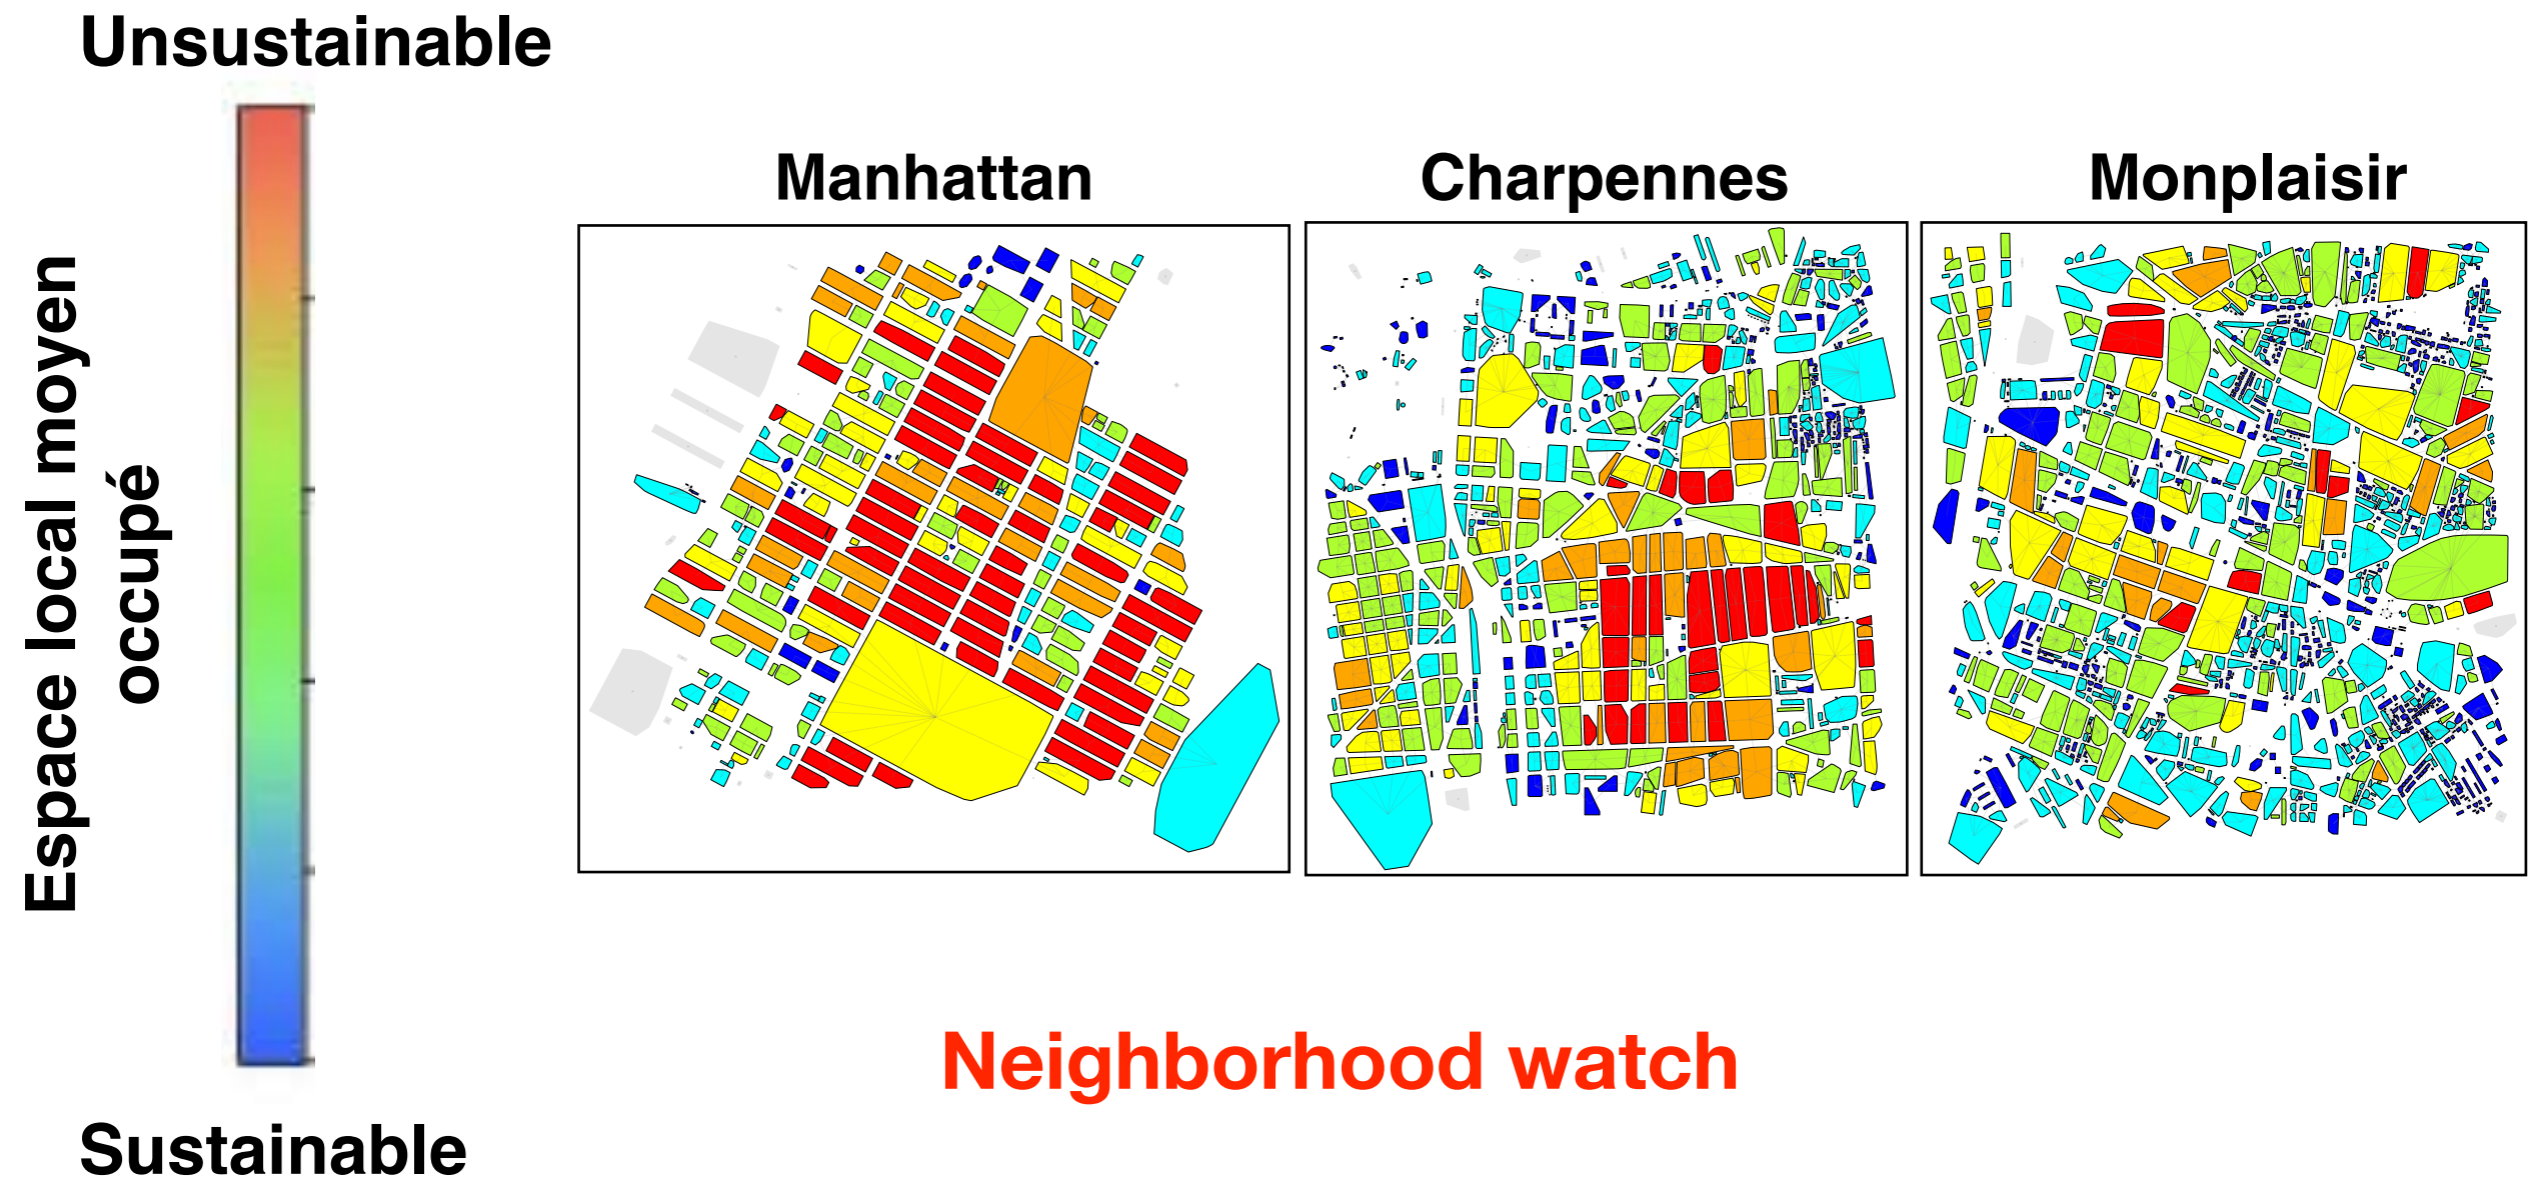 Unsustainable
Espace local moyen
occupé
Manhattan
Charpennes
Monplaisir
Neighborhood watch
Sustainable